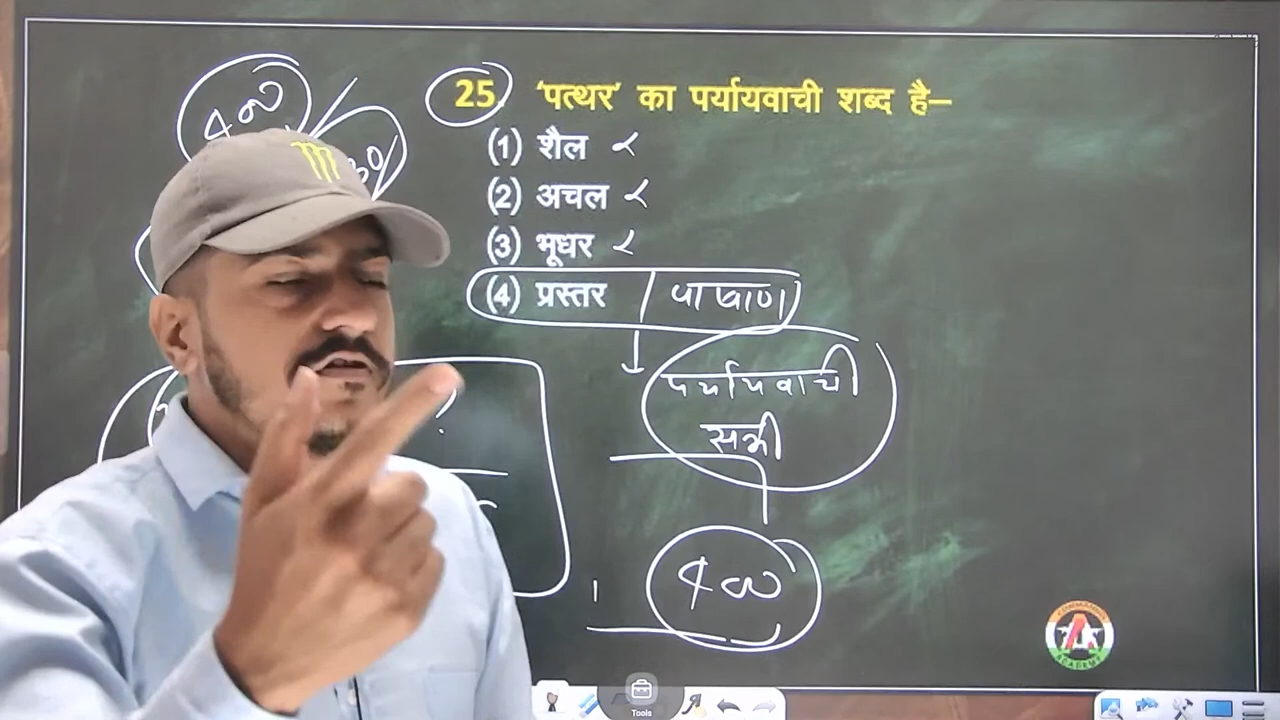 400
25. 'पत्थर' का पर्यायवाची शब्द है–
(1) शैल
(2) अचल
(3) भूधर
(4) प्रस्तर | पाषाण
पर्यायवाची
सभी
?
400
ACADEMY
Tools